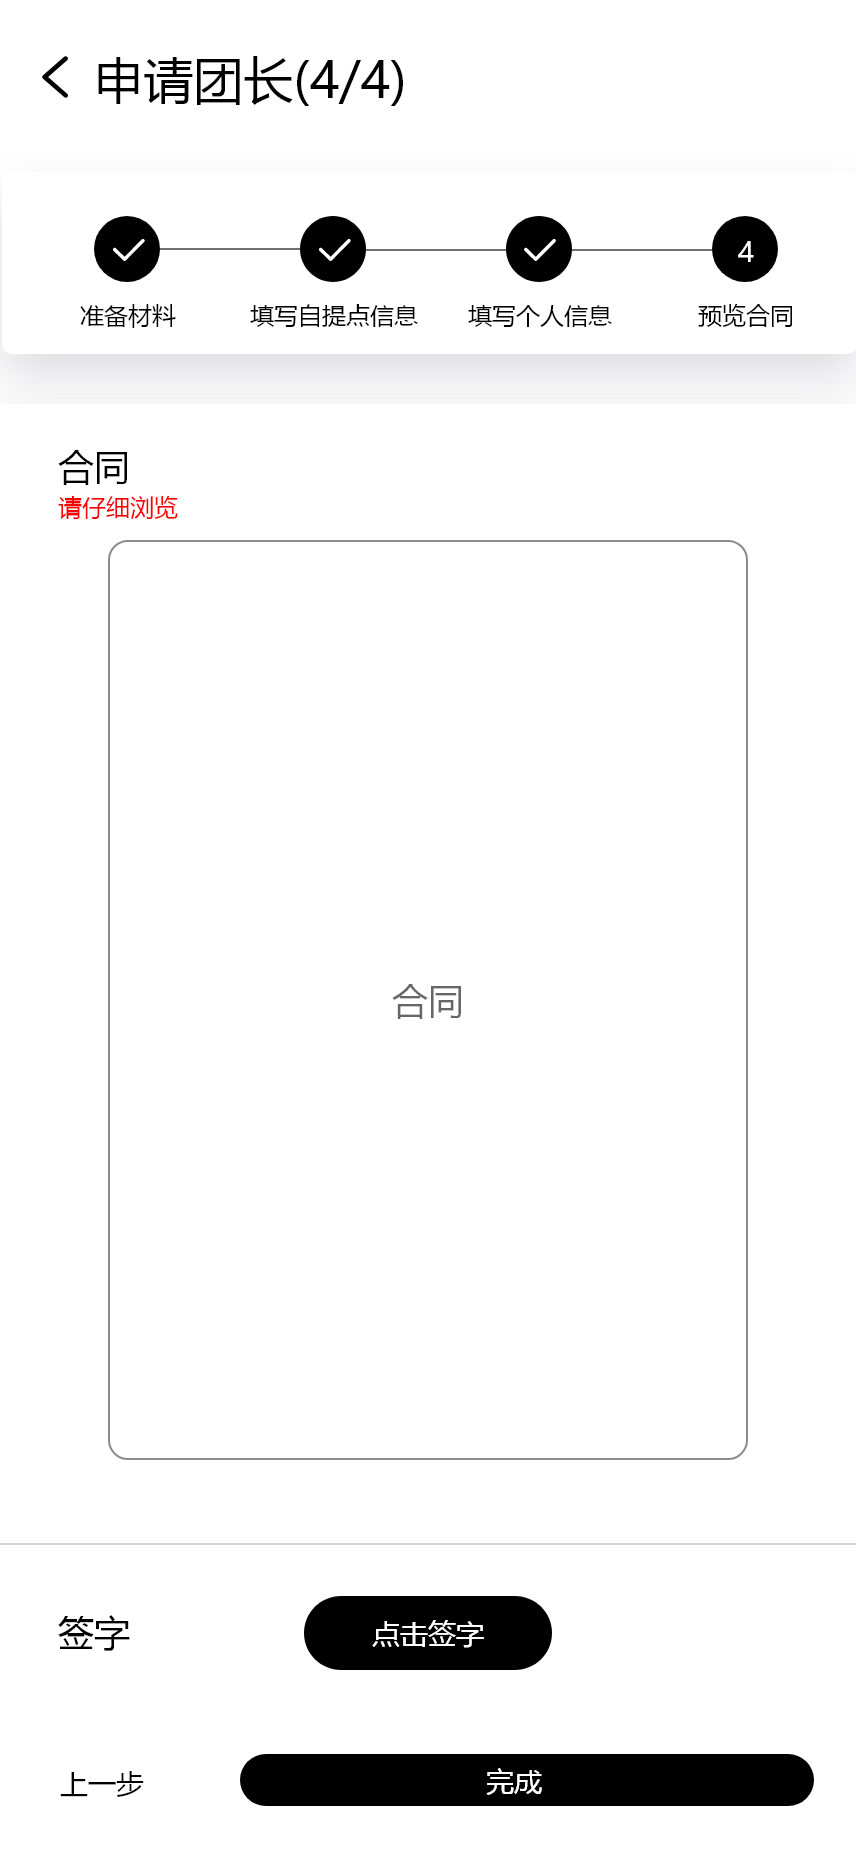 申请团长(4/4)
4
准备材料 填写自提点信息 填写个人信息 预览合同
合同
请仔细浏览
合同
签字 点击签字
上一步 完成